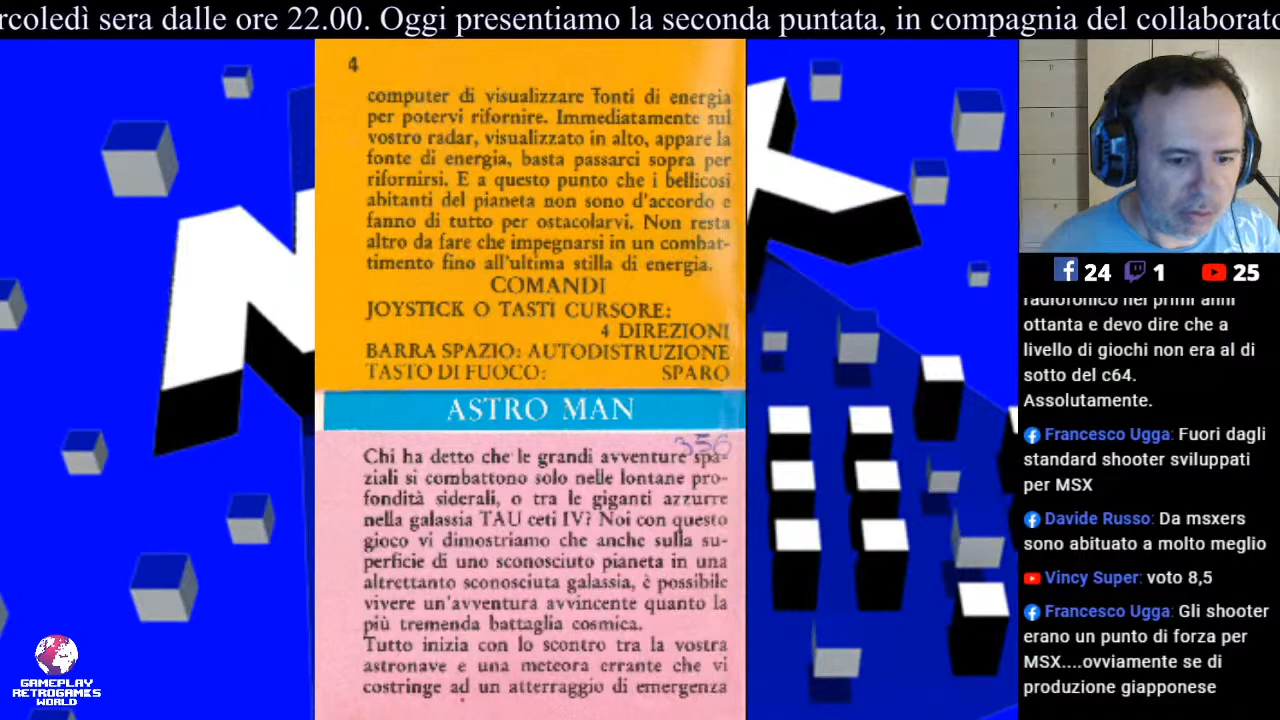 rcoledì sera dalle ore 22.00. Oggi presentiamo la seconda puntata, in compagnia del collaborato
4
computer di visualizzare fonti di energia
per potervi rifornire. Immediatamente sul
vostro radar, visualizzato in alto, appare la
fonte di energia, basta passarci sopra per
rifornirsi. E a questo punto che i bellicosi
abitanti del pianeta non sono d'accordo e
fanno di tutto per ostacolarvi. Non resta
altro da fare che impegnarsi in un combat-
timento fino all'ultima stilla di energia.
COMANDI
JOYSTICK O TASTI CURSORE:
4 DIREZIONI
BARRA SPAZIO: AUTODISTRUZIONE
TASTO DI FUOCO: SPARO
ASTRO MAN
356
Chi ha detto che le grandi avventure spa-
ziali si combattono solo nelle lontane pro-
fondità siderali, o tra le giganti azzurre
nella galassia TAU ceti IV? Noi con questo
gioco vi dimostriamo che anche sulla su-
perficie di uno sconosciuto pianeta in una
altrettanto sconosciuta galassia, è possibile
vivere un'avventura avvincente quanto la
più tremenda battaglia cosmica.
Tutto inizia con lo scontro tra la vostra
astronave e una meteora errante che vi
costringe ad un atterraggio di emergenza
24 1 25
radiofonico nei primi anni
ottanta e devo dire che a
livello di giochi non era al di
sotto del c64.
Assolutamente.
Francesco Ugga: Fuori dagli
standard shooter sviluppati
per MSX
Davide Russo: Da msxers
sono abituato a molto meglio
Vincy Super: voto 8,5
Francesco Ugga: Gli shooter
erano un punto di forza per
MSX....ovviamente se di
produzione giapponese
GAMEPLAY
RETROGAMES
WORLD